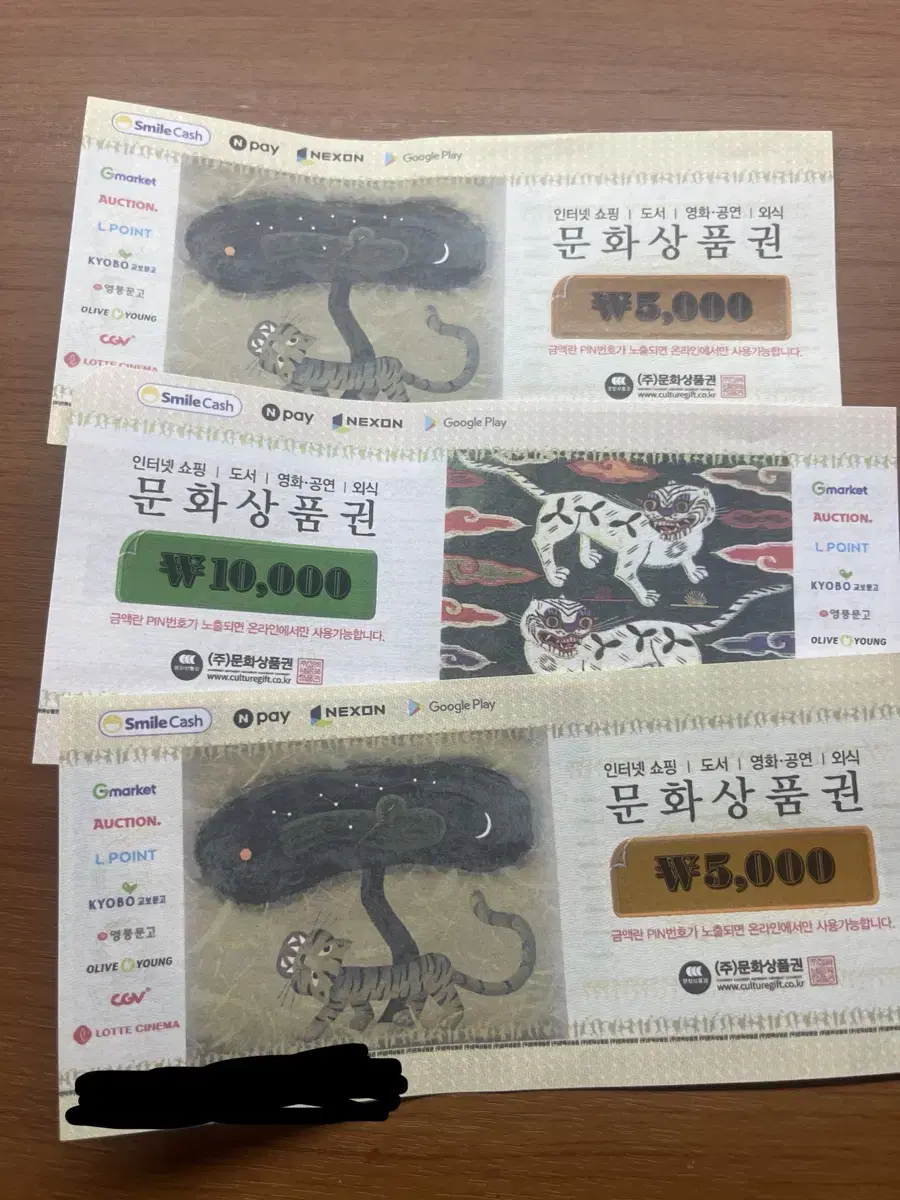 SmileCash
N pay
NEXON
Google Play
Gmarket
AUCTION.
L.POINT
KYOBO 교보문고
영풍문고
OLIVE YOUNG
CGV
LOTTE CINEMA
인터넷 쇼핑 | 도서 | 영화·공연 | 외식
문화상품권
₩5,000
금액란 PIN번호가 노출되면 온라인에서만 사용가능합니다.
(주)문화상품권
www.culturegift.co.kr
SmileCash
N pay
NEXON
Google Play
인터넷 쇼핑 | 도서 | 영화·공연 | 외식
문화상품권
₩10,000
금액란 PIN번호가 노출되면 온라인에서만 사용가능합니다.
(주)문화상품권
www.culturegift.co.kr
Gmarket
AUCTION.
L.POINT
KYOBO 교보문고
영풍문고
OLIVE YOUNG
SmileCash
N pay
NEXON
Google Play
Gmarket
AUCTION.
L.POINT
KYOBO 교보문고
영풍문고
OLIVE YOUNG
CGV
LOTTE CINEMA
인터넷 쇼핑 | 도서 | 영화·공연 | 외식
문화상품권
₩5,000
금액란 PIN번호가 노출되면 온라인에서만 사용가능합니다.
(주)문화상품권
www.culturegift.co.kr